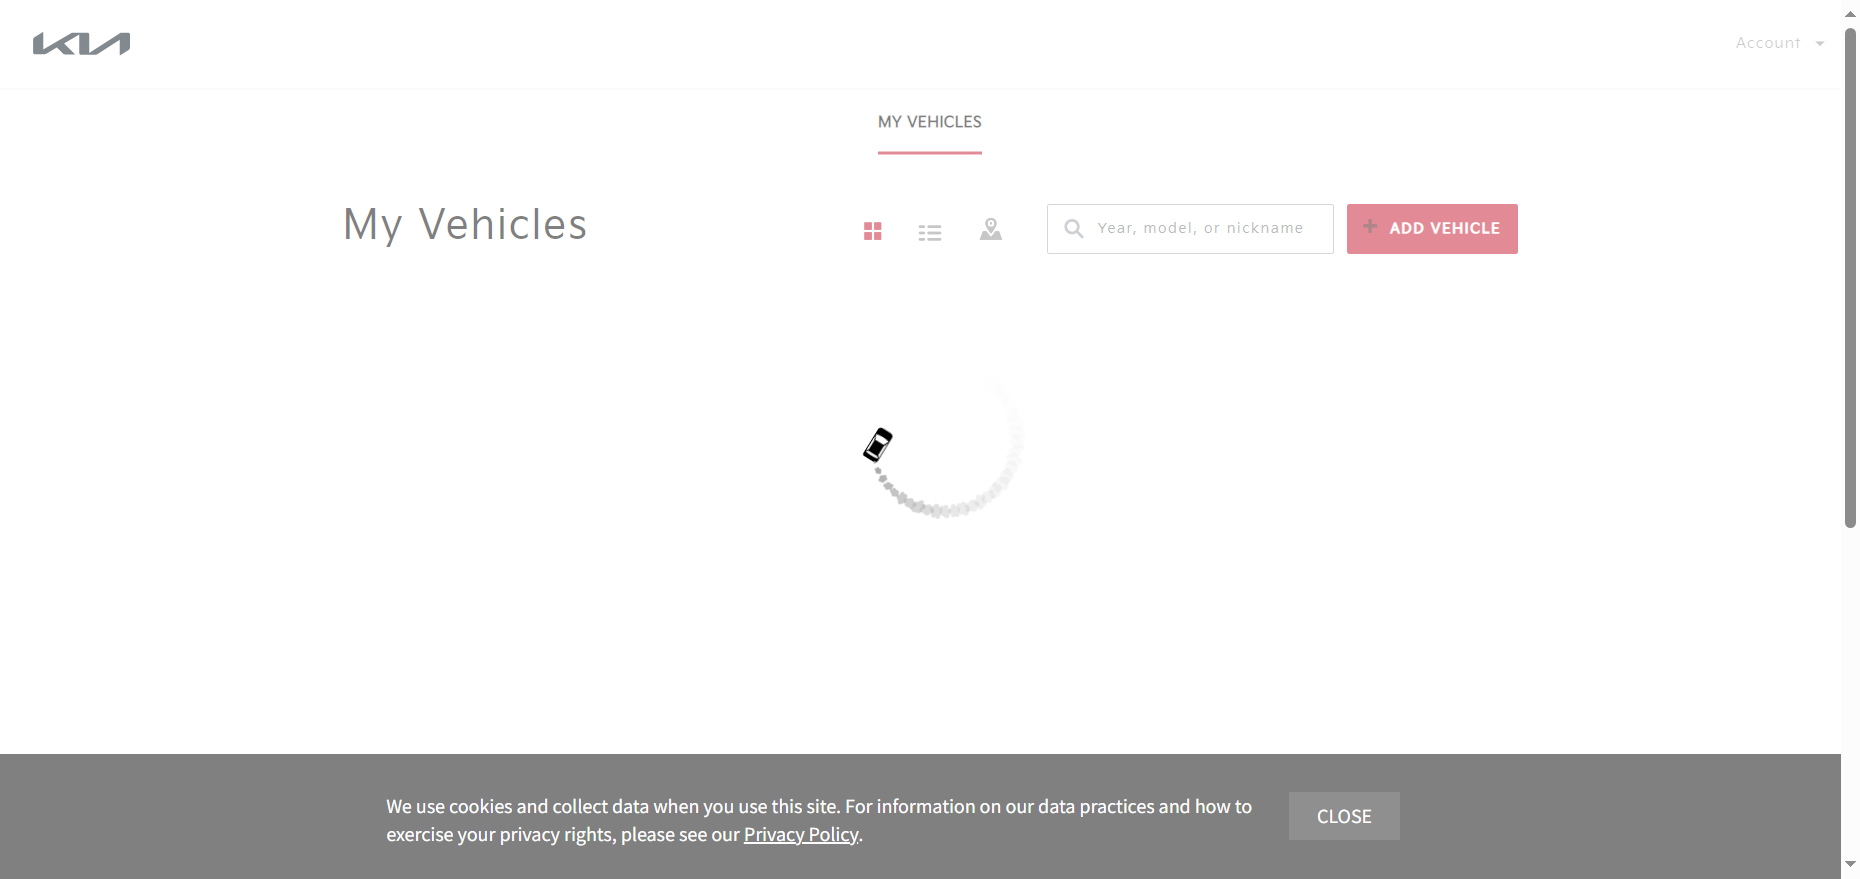 KIA
Account
MY VEHICLES
My Vehicles
Year, model, or nickname
ADD VEHICLE
We use cookies and collect data when you use this site. For information on our data practices and how to
exercise your privacy rights, please see our Privacy Policy.
CLOSE